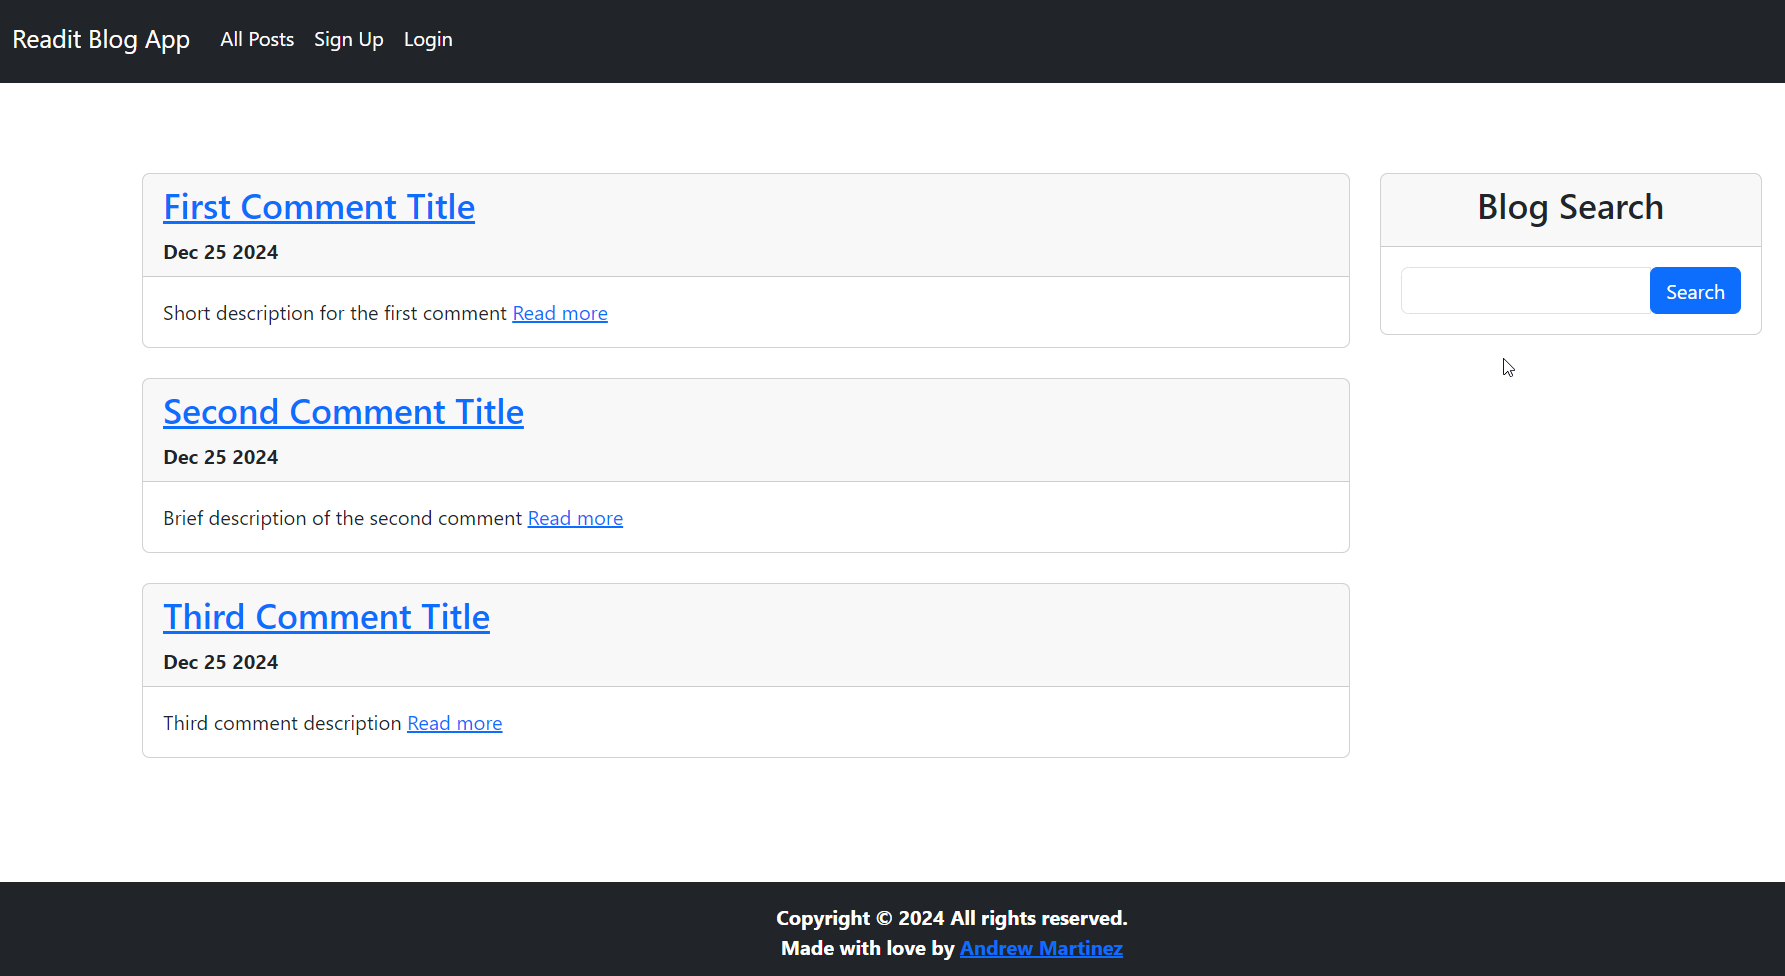 Readit Blog App All Posts Sign Up Login
First Comment Title
Dec 25 2024
Short description for the first comment Read more
Second Comment Title
Dec 25 2024
Brief description of the second comment Read more
Third Comment Title
Dec 25 2024
Third comment description Read more
Blog Search
Search
Copyright © 2024 All rights reserved.
Made with love by Andrew Martinez